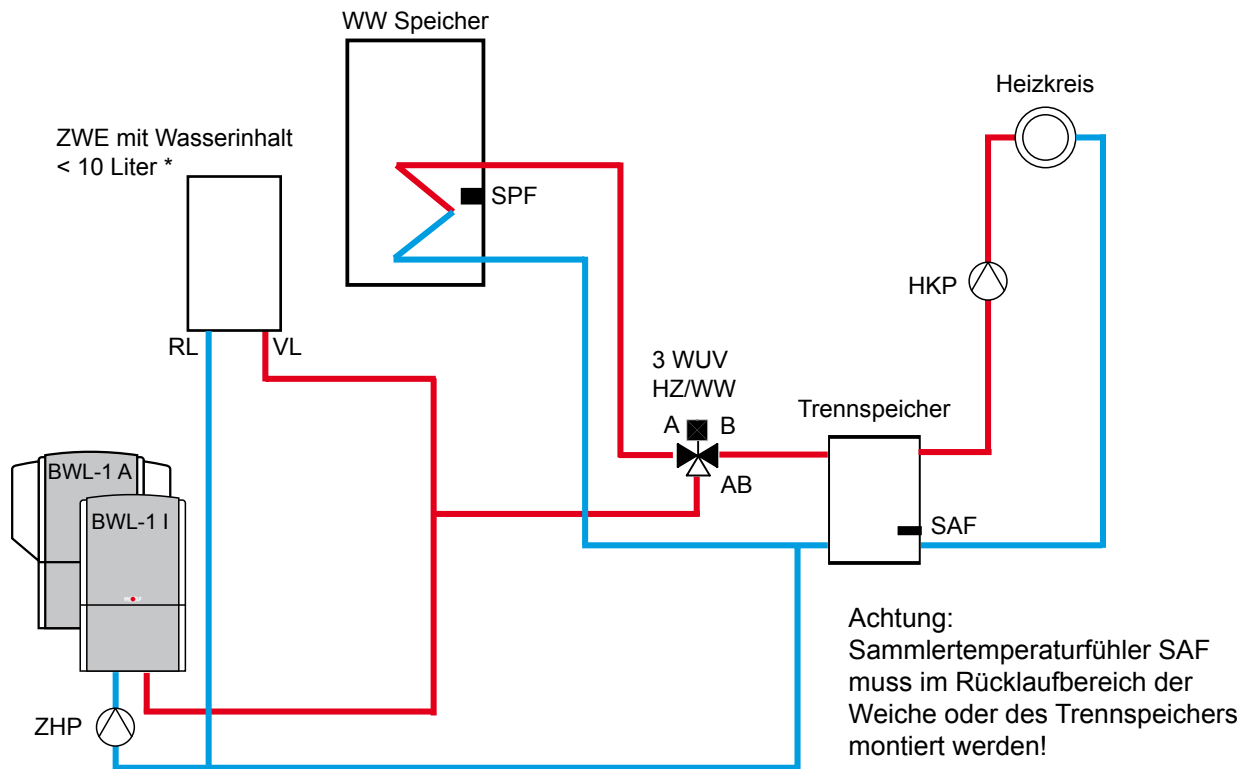 WW Speicher
Heizkreis
ZWE mit Wasserinhalt
< 10 Liter *
SPF
HKP
RL
VL
3 WUV
HZ/WW
A
B
AB
Trennspeicher
SAF
BWL-1 A
BWL-1 I
ZHP
Achtung:
Sammlertemperaturfühler SAF
muss im Rücklaufbereich der
Weiche oder des Trennspeichers
montiert werden!